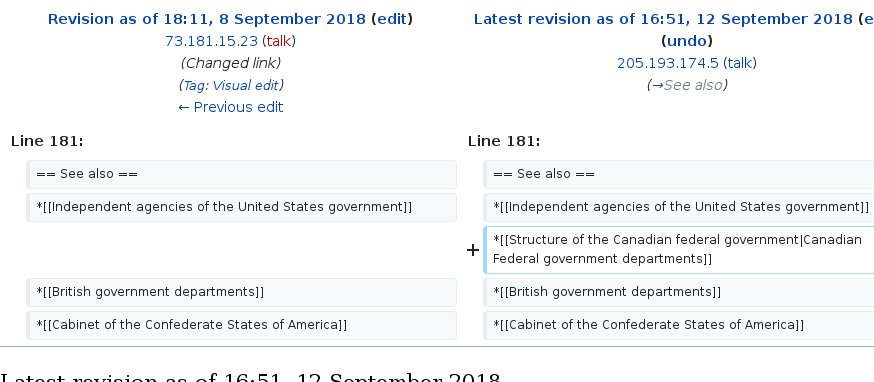 Revision as of 18:11, 8 September 2018 (edit)
73.181.15.23 (talk)
(Changed link)
(Tag: Visual edit)
← Previous edit
Latest revision as of 16:51, 12 September 2018 (e
(undo)
205.193.174.5 (talk)
(→See also)
Line 181:
Line 181:
== See also ==
== See also ==
*[[Independent agencies of the United States government]]
*[[Independent agencies of the United States government]]
+
*[[Structure of the Canadian federal government|Canadian
Federal government departments]]
*[[British government departments]]
*[[British government departments]]
*[[Cabinet of the Confederate States of America]]
*[[Cabinet of the Confederate States of America]]
Latest revision as of 16:51, 12 September 2018